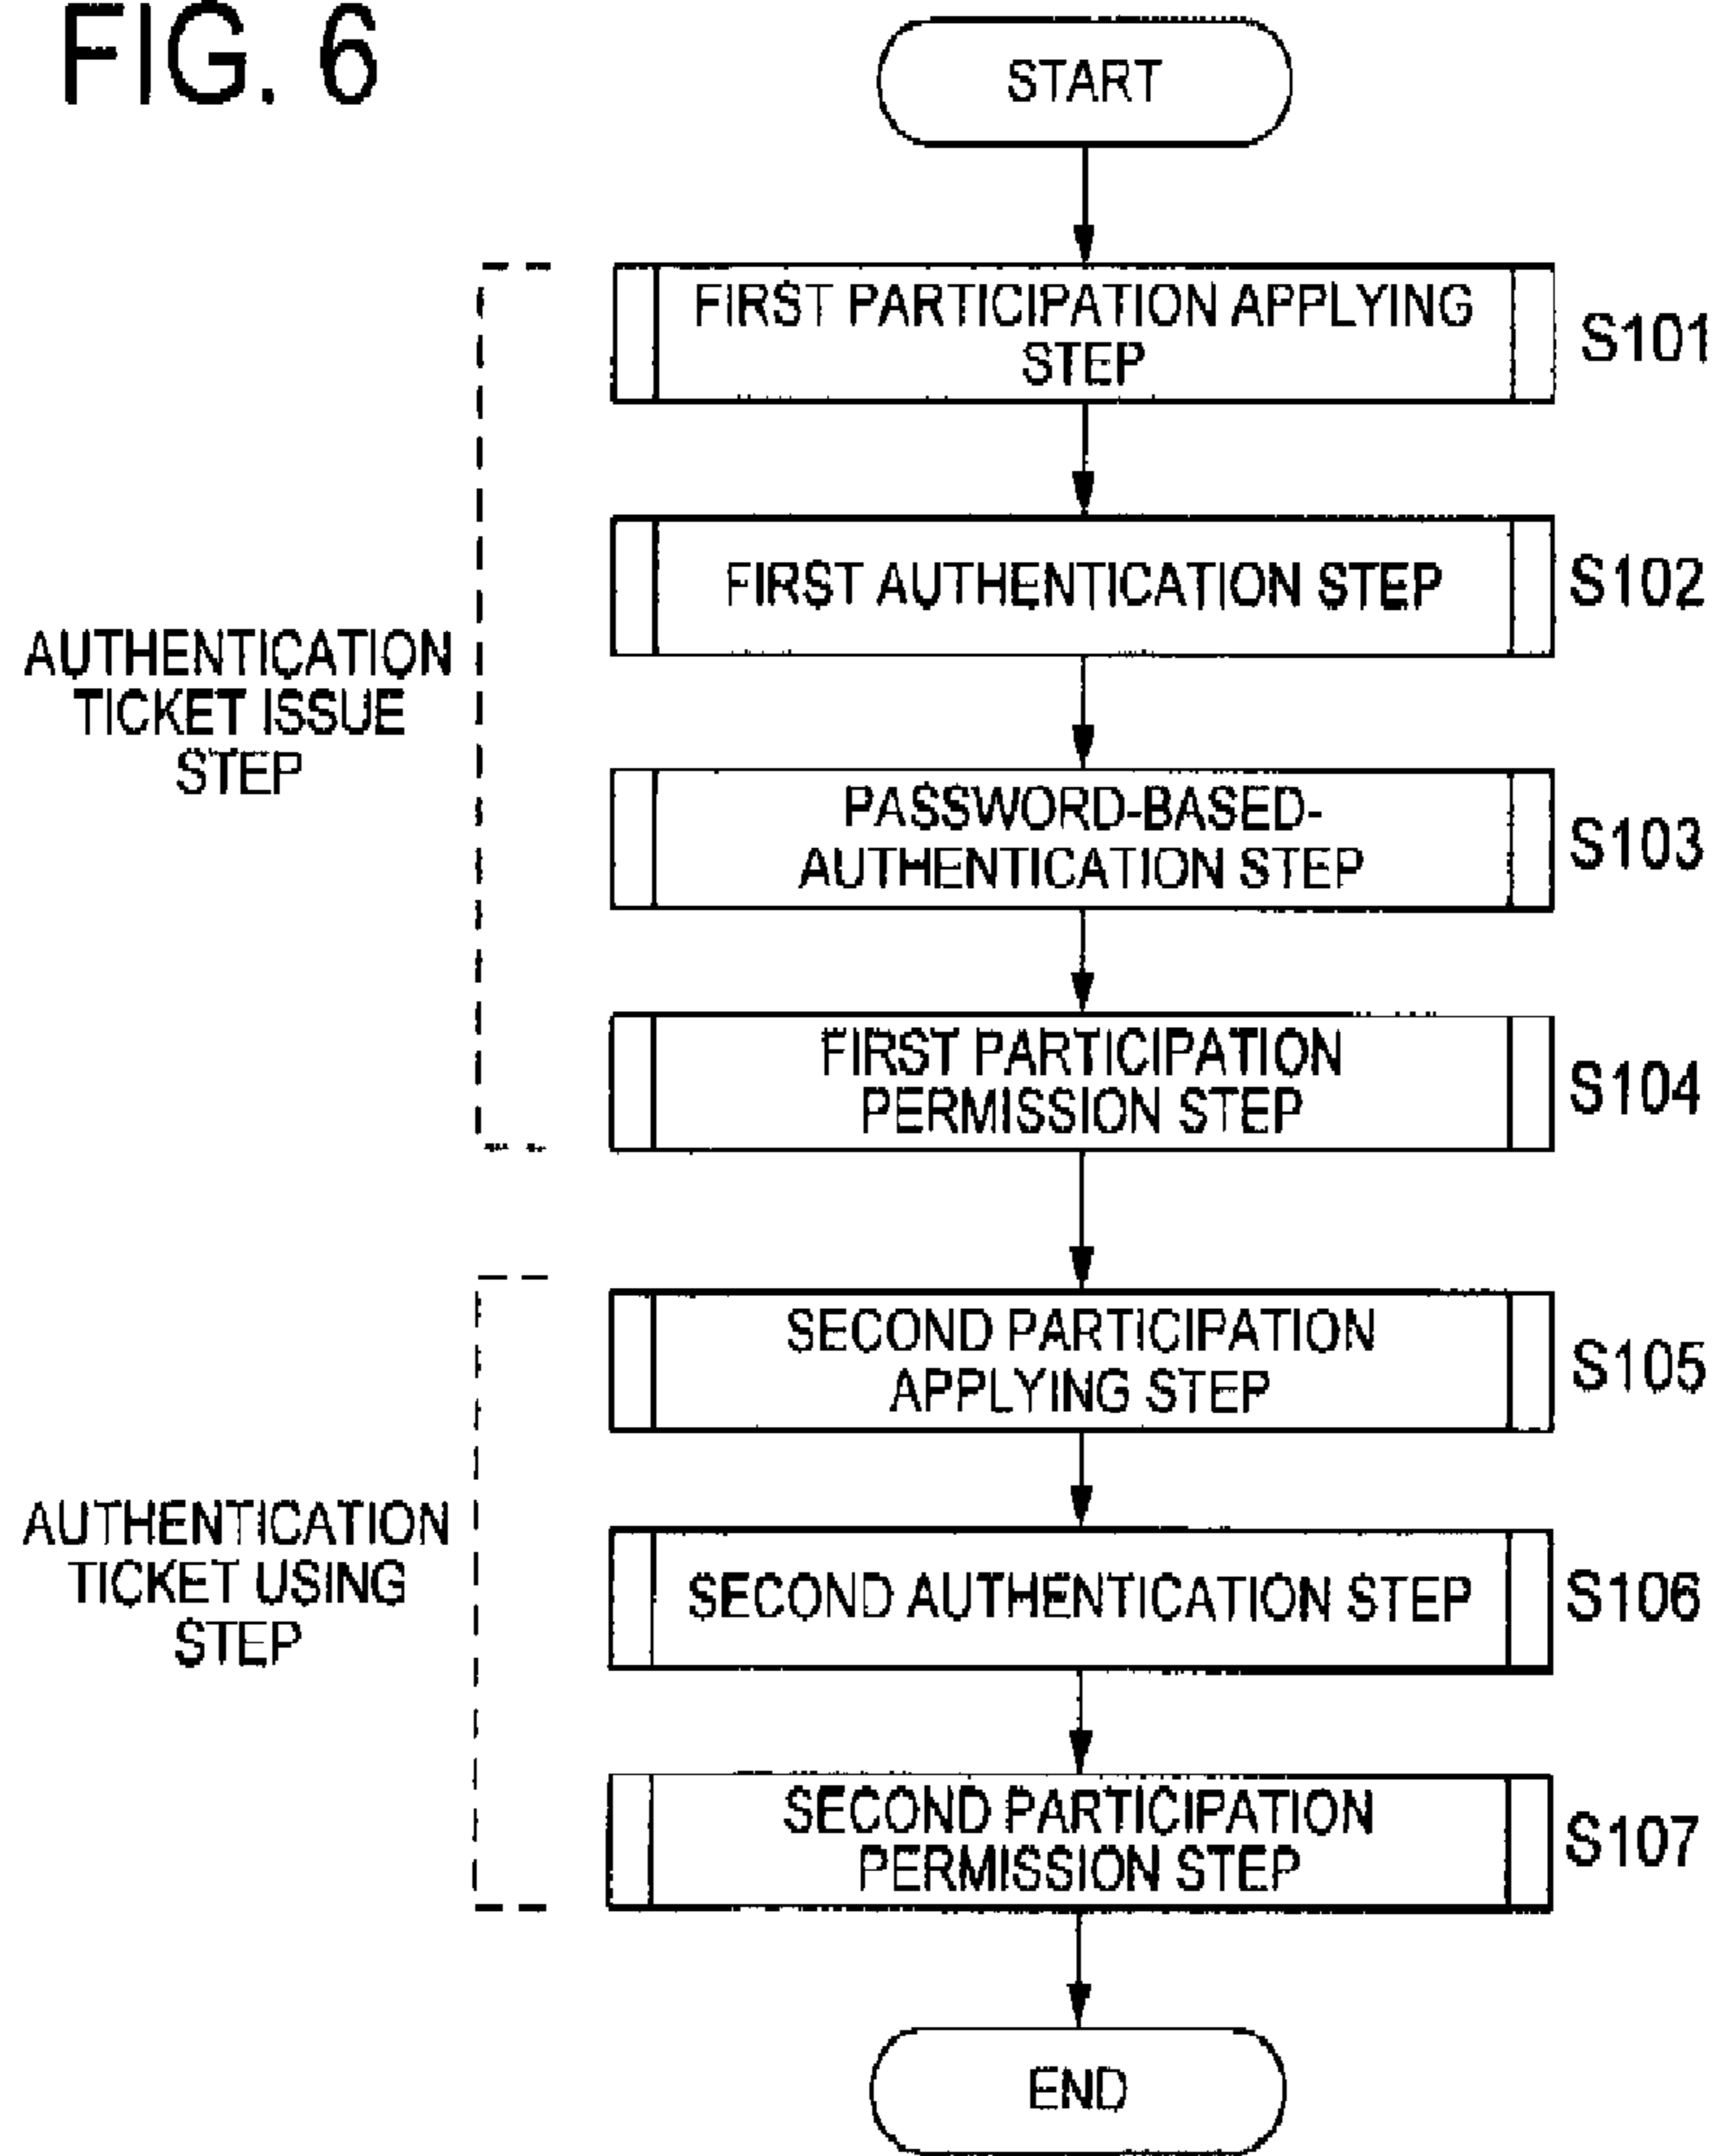 FIG. 6
START
FIRST PARTICIPATION APPLYING
STEP
S101
FIRST AUTHENTICATION STEP
S102
AUTHENTICATION
TICKET ISSUE
STEP
PASSWORD-BASED-
AUTHENTICATION STEP
S103
FIRST PARTICIPATION
PERMISSION STEP
S104
SECOND PARTICIPATION
APPLYING STEP
S105
AUTHENTICATION
TICKET USING
STEP
SECOND AUTHENTICATION STEP
S106
SECOND PARTICIPATION
PERMISSION STEP
S107
END